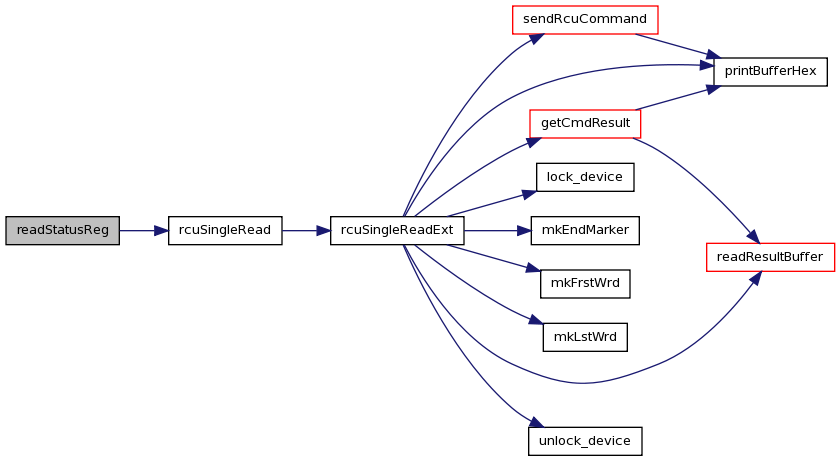 sendRcuCommand
printBufferHex
getCmdResult
lock_device
readStatusReg
rcuSingleRead
rcuSingleReadExt
mkEndMarker
readResultBuffer
mkFrstWrd
mkLstWrd
unlock_device